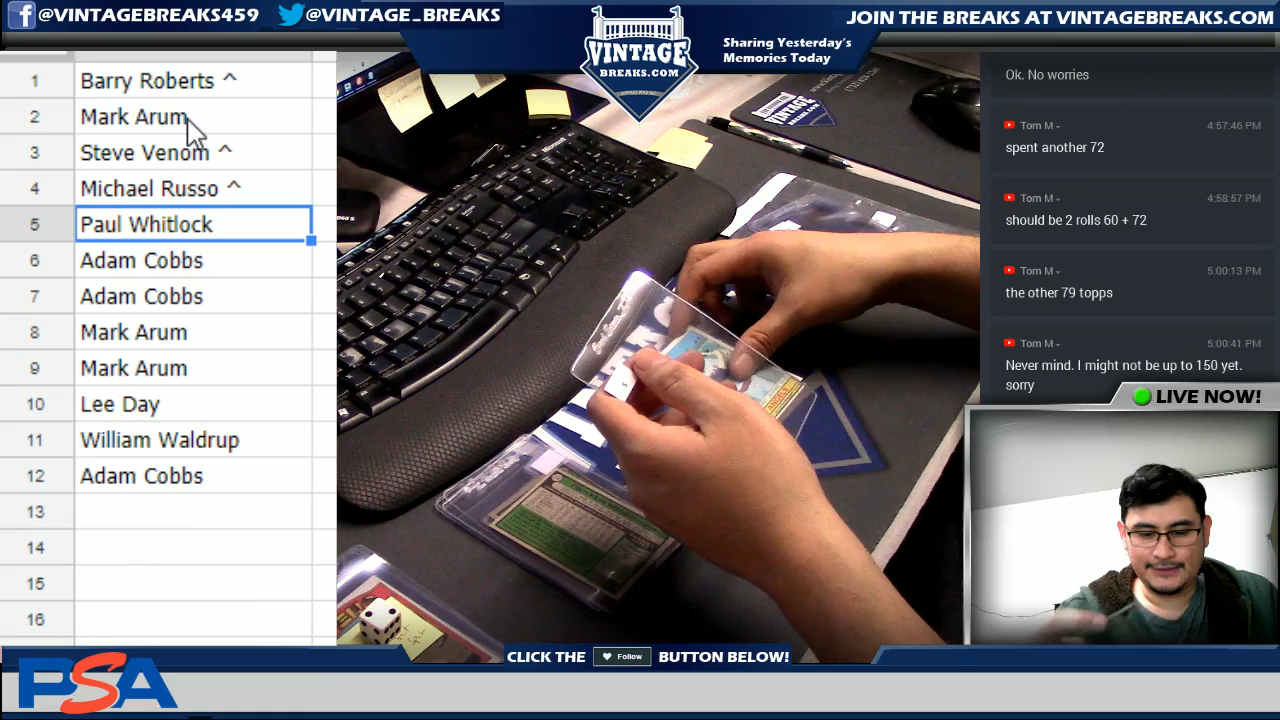 @VINTAGEBREAKS459
@VINTAGE_BREAKS
VINTAGE
BREAKS.COM
Sharing Yesterday's
Memories Today
JOIN THE BREAKS AT VINTAGEBREAKS.COM
1 Barry Roberts ^
2 Mark Arum
3 Steve Venom ^
4 Michael Russo ^
5 Paul Whitlock
6 Adam Cobbs
7 Adam Cobbs
8 Mark Arum
9 Mark Arum
10 Lee Day
11 William Waldrup
12 Adam Cobbs
13
14
15
16
VINTAGE
ANGELS
5
Ok. No worries
Tom M 4:57:46 PM
spent another 72
Tom M 4:58:57 PM
should be 2 rolls 60 + 72
Tom M 5:00:13 PM
the other 79 topps
Tom M 5:00:41 PM
Never mind. I might not be up to 150 yet.
sorry
LIVE NOW!
CLICK THE Follow BUTTON BELOW!
PSA